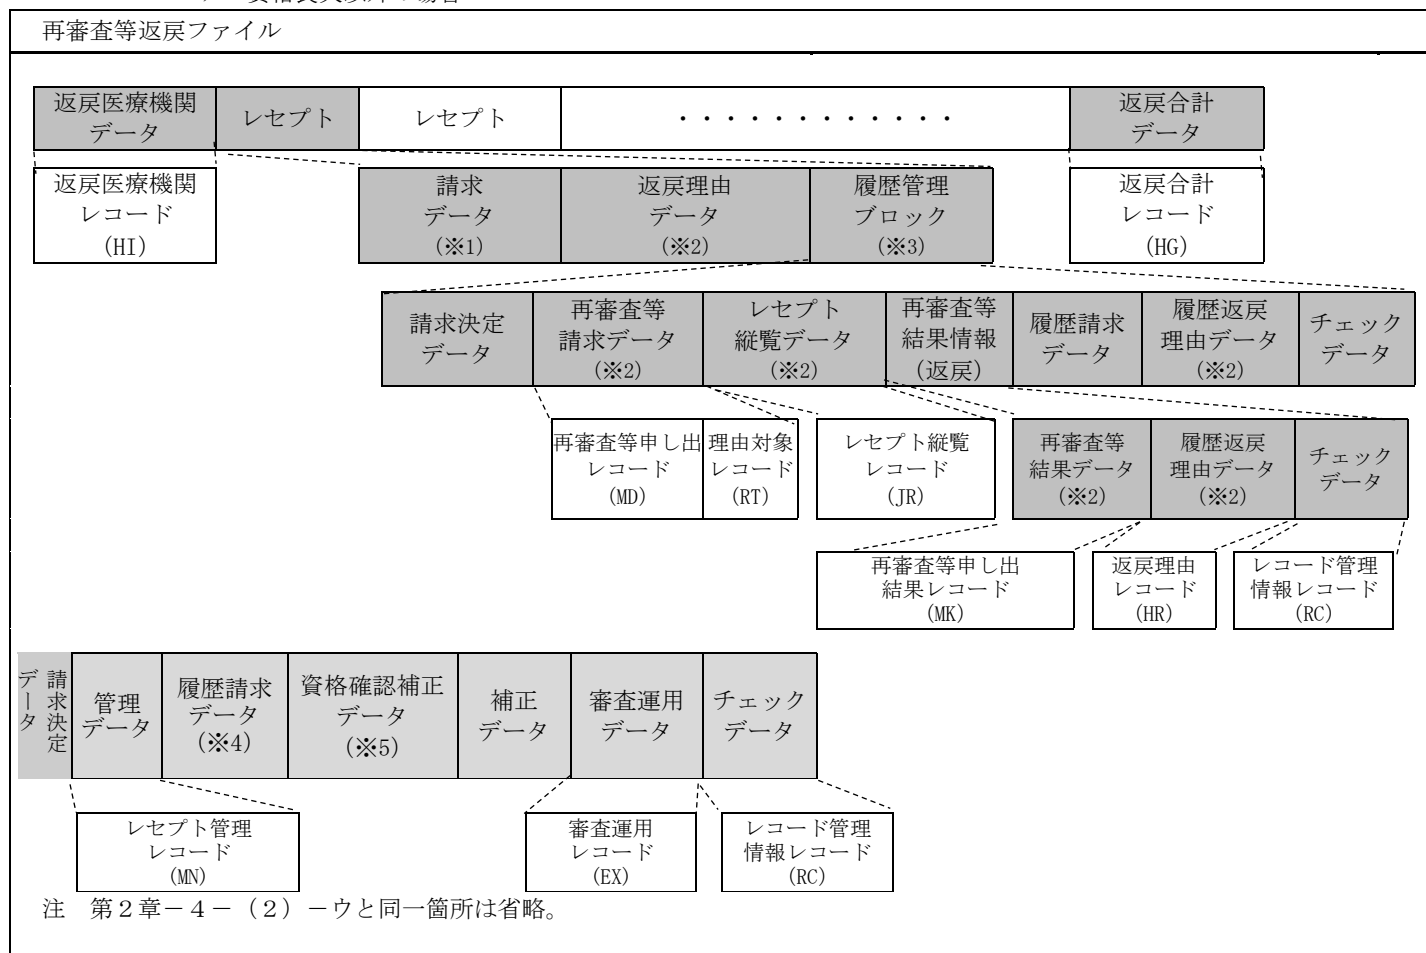 再審査等返戻ファイル
返戻医療機関
データ
レセプト
レセプト
・・・・・・・・・・・・
返戻合計
データ
返戻医療機関
レコード
(HI)
請求
データ
(※1)
返戻理由
データ
(※2)
履歴管理
ブロック
(※3)
返戻合計
レコード
(HG)
請求決定
データ
再審査等
請求データ
(※2)
レセプト
縦覧データ
(※2)
再審査等
結果情報
(返戻)
履歴請求
データ
履歴返戻
理由データ
(※2)
チェック
データ
再審査等申し出
レコード
(MD)
理由対象
レコード
(RT)
レセプト縦覧
レコード
(JR)
再審査等
結果データ
(※2)
履歴返戻
理由データ
(※2)
チェック
データ
再審査等申し出
結果レコード
(MK)
返戻理由
レコード
(HR)
レコード管理
情報レコード
(RC)
請求決定
データ
管理
データ
履歴請求
データ
(※4)
資格確認補正
データ
(※5)
補正
データ
審査運用
データ
チェック
データ
レセプト管理
レコード
(MN)
審査運用
レコード
(EX)
レコード管理
情報レコード
(RC)
注　第２章－４－（２）－ウと同一箇所は省略。